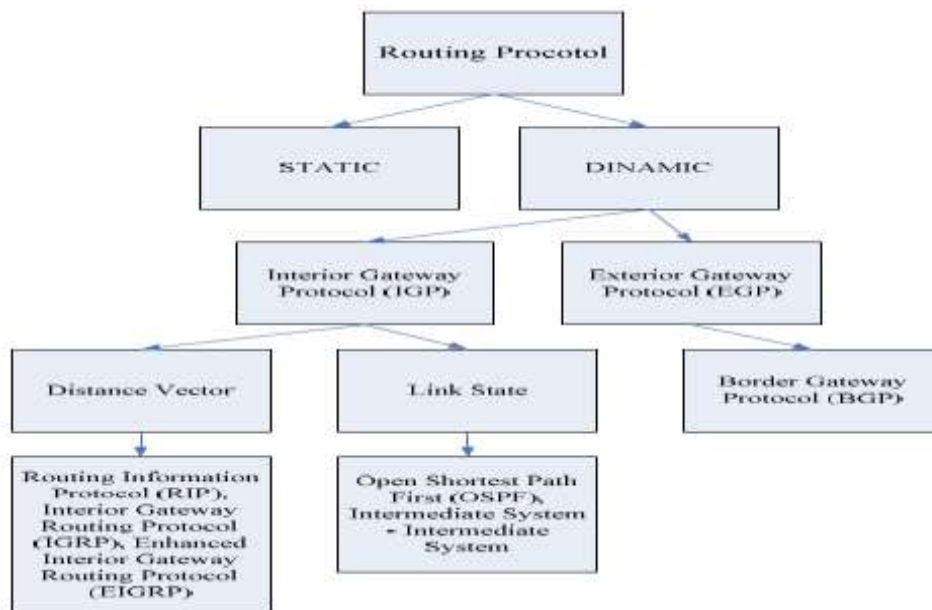 Routing Procotol
STATIC
DINAMIC
Interior Gateway
Protocol (IGP)
Exterior Gateway
Protocol (EGP)
Distance Vector
Link State
Border Gateway
Protocol (BGP)
Routing Information
Protocol (RIP),
Interior Gateway
Routing Protocol
(IGRP), Enhanced
Interior Gateway
Routing Protocol
(EIGRP)
Open Shortest Path
First (OSPF),
Intermediate System
- Intermediate
System